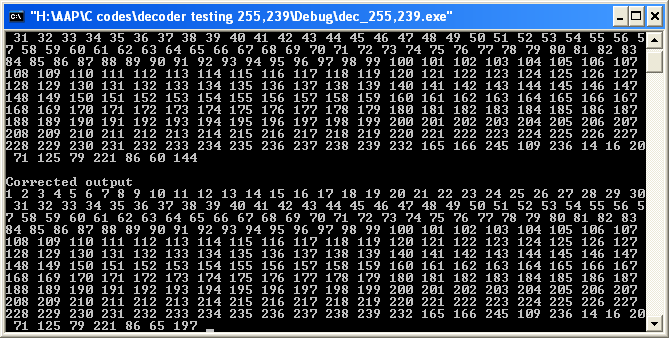 "H:\AAP\C codes\decoder testing 255,239\Debug\dec_255,239.exe"
31 32 33 34 35 36 37 38 39 40 41 42 43 44 45 46 47 48 49 50 51 52 53 54 55 56 5
7 58 59 60 61 62 63 64 65 66 67 68 69 70 71 72 73 74 75 76 77 78 79 80 81 82 83
84 85 86 87 88 89 90 91 92 93 94 95 96 97 98 99 100 101 102 103 104 105 106 107
108 109 110 111 112 113 114 115 116 117 118 119 120 121 122 123 124 125 126 127
128 129 130 131 132 133 134 135 136 137 138 139 140 141 142 143 144 145 146 147
148 149 150 151 152 153 154 155 156 157 158 159 160 161 162 163 164 165 166 167
168 169 170 171 172 173 174 175 176 177 178 179 180 181 182 183 184 185 186 187
188 189 190 191 192 193 194 195 196 197 198 199 200 201 202 203 204 205 206 207
208 209 210 211 212 213 214 215 216 217 218 219 220 221 222 223 224 225 226 227
228 229 230 231 232 233 234 235 236 237 238 239 232 165 166 245 109 236 14 16 20
71 125 79 221 86 60 144
Corrected output
1 2 3 4 5 6 7 8 9 10 11 12 13 14 15 16 17 18 19 20 21 22 23 24 25 26 27 28 29 30
31 32 33 34 35 36 37 38 39 40 41 42 43 44 45 46 47 48 49 50 51 52 53 54 55 56 5
7 58 59 60 61 62 63 64 65 66 67 68 69 70 71 72 73 74 75 76 77 78 79 80 81 82 83
84 85 86 87 88 89 90 91 92 93 94 95 96 97 98 99 100 101 102 103 104 105 106 107
108 109 110 111 112 113 114 115 116 117 118 119 120 121 122 123 124 125 126 127
128 129 130 131 132 133 134 135 136 137 138 139 140 141 142 143 144 145 146 147
148 149 150 151 152 153 154 155 156 157 158 159 160 161 162 163 164 165 166 167
168 169 170 171 172 173 174 175 176 177 178 179 180 181 182 183 184 185 186 187
188 189 190 191 192 193 194 195 196 197 198 199 200 201 202 203 204 205 206 207
208 209 210 211 212 213 214 215 216 217 218 219 220 221 222 223 224 225 226 227
228 229 230 231 232 233 234 235 236 237 238 239 232 166 166 245 109 236 14 16 20
71 125 79 221 86 65 197